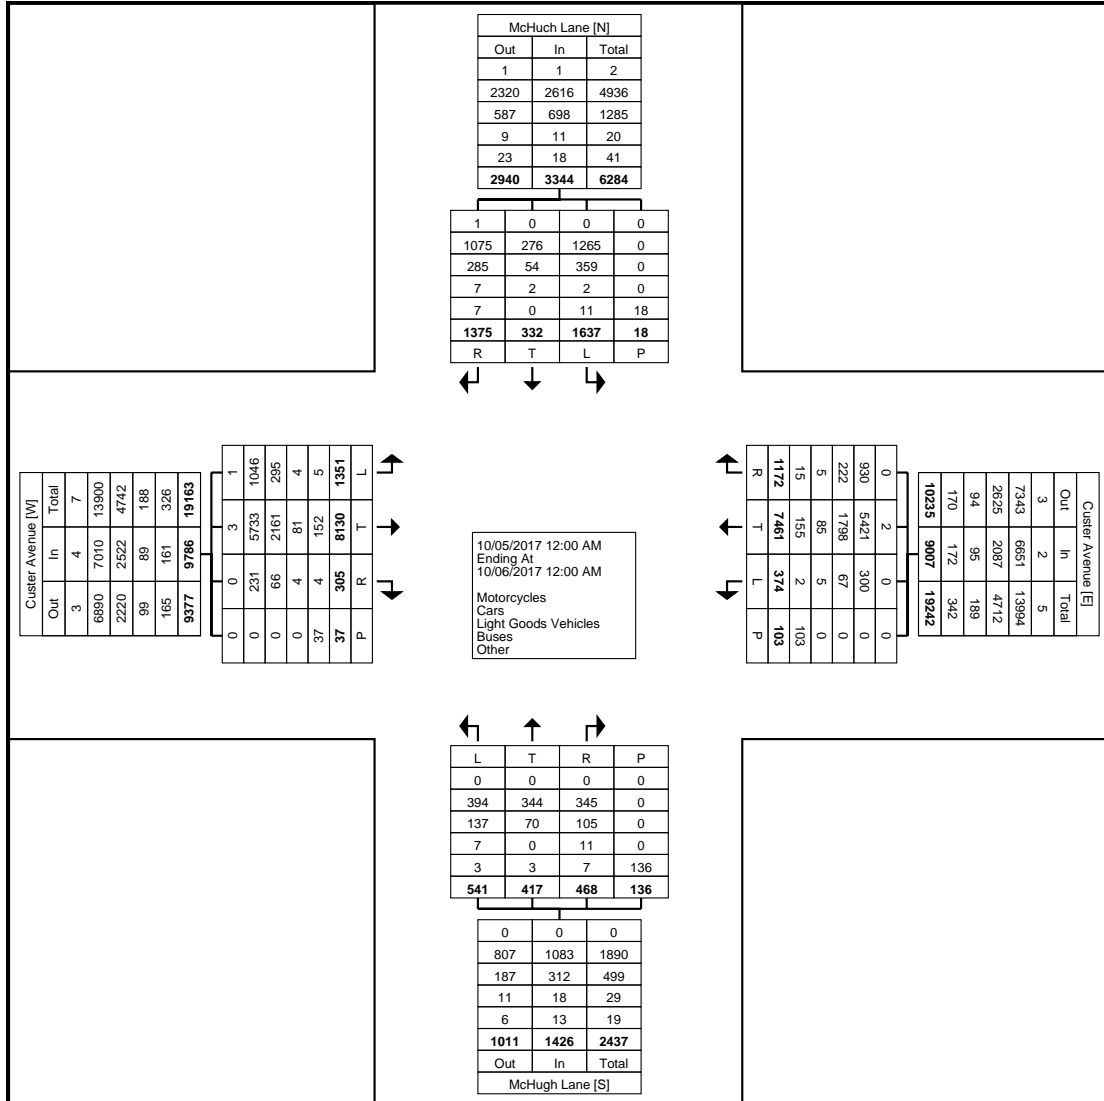 McHuch Lane [N]
Out In Total
1 1 2
2320 2616 4936
587 698 1285
9 11 20
23 18 41
2940 3344 6284
1 0 0 0
1075 276 1265 0
285 54 359 0
7 2 2 0
7 0 11 18
1375 332 1637 18
R T L P
Custer Avenue [W]
Total In Out
7 4 3
13900 7010 6890
4742 2522 2220
188 89 99
326 161 165
19163 9786 9377
1 3 0 0
1046 5733 231 0
295 2161 66 0
4 81 4 0
5 152 4 37
1351 8130 305 37
L T R P
10/05/2017 12:00 AM
Ending At
10/06/2017 12:00 AM
Motorcycles
Cars
Light Goods Vehicles
Buses
Other
Custer Avenue [E]
Out In Total
3 2 5
7343 6651 13994
2625 2087 4712
94 95 189
170 172 342
10235 9007 19242
0 2 0 0
930 5421 300 0
222 1798 67 0
5 85 5 0
15 155 2 103
1172 7461 374 103
R T L P
L T R P
0 0 0 0
394 344 345 0
137 70 105 0
7 0 11 0
3 3 7 136
541 417 468 136
0 0 0
807 1083 1890
187 312 499
11 18 29
6 13 19
1011 1426 2437
Out In Total
McHugh Lane [S]